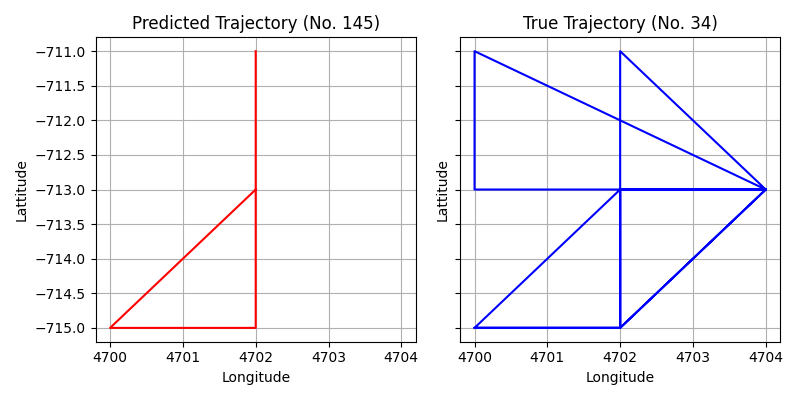 Predicted Trajectory (No. 145)
Lattitude
−711.0
−711.5
−712.0
−712.5
−713.0
−713.5
−714.0
−714.5
−715.0
4700 4701 4702 4703 4704
Longitude
True Trajectory (No. 34)
Lattitude
4700 4701 4702 4703 4704
Longitude